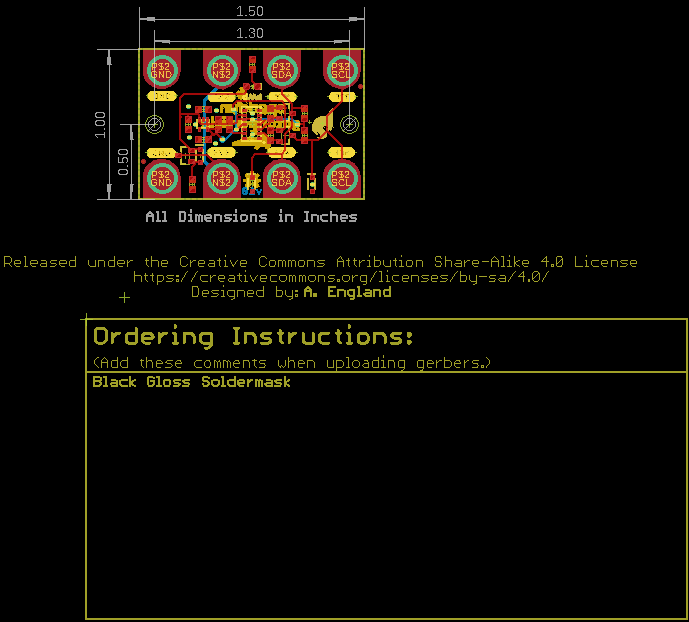 1.50
1.30
P$2 P$2 P$2 P$2
GND N$2 SDA SCL
1.00
0.50
P$2 P$2 P$2 P$2
GND N$2 SDA SCL
All Dimensions in Inches
Released under the Creative Commons Attribution Share-Alike 4.0 License
https://creativecommons.org/licenses/by-sa/4.0/
Designed by: A. England
Ordering Instructions:
(Add these comments when uploading gerbers.)
Black Gloss Soldermask